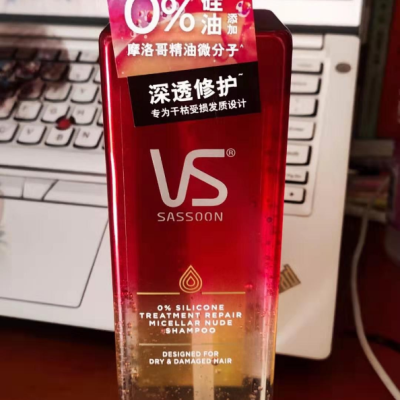 0%硅油添加
摩洛哥精油微分子
深透修护
专为干枯受损发质设计
VS®
SASSOON
0% SILICONE
TREATMENT REPAIR
MICELLAR NUDE
SHAMPOO
DESIGNED FOR
DRY & DAMAGED HAIR